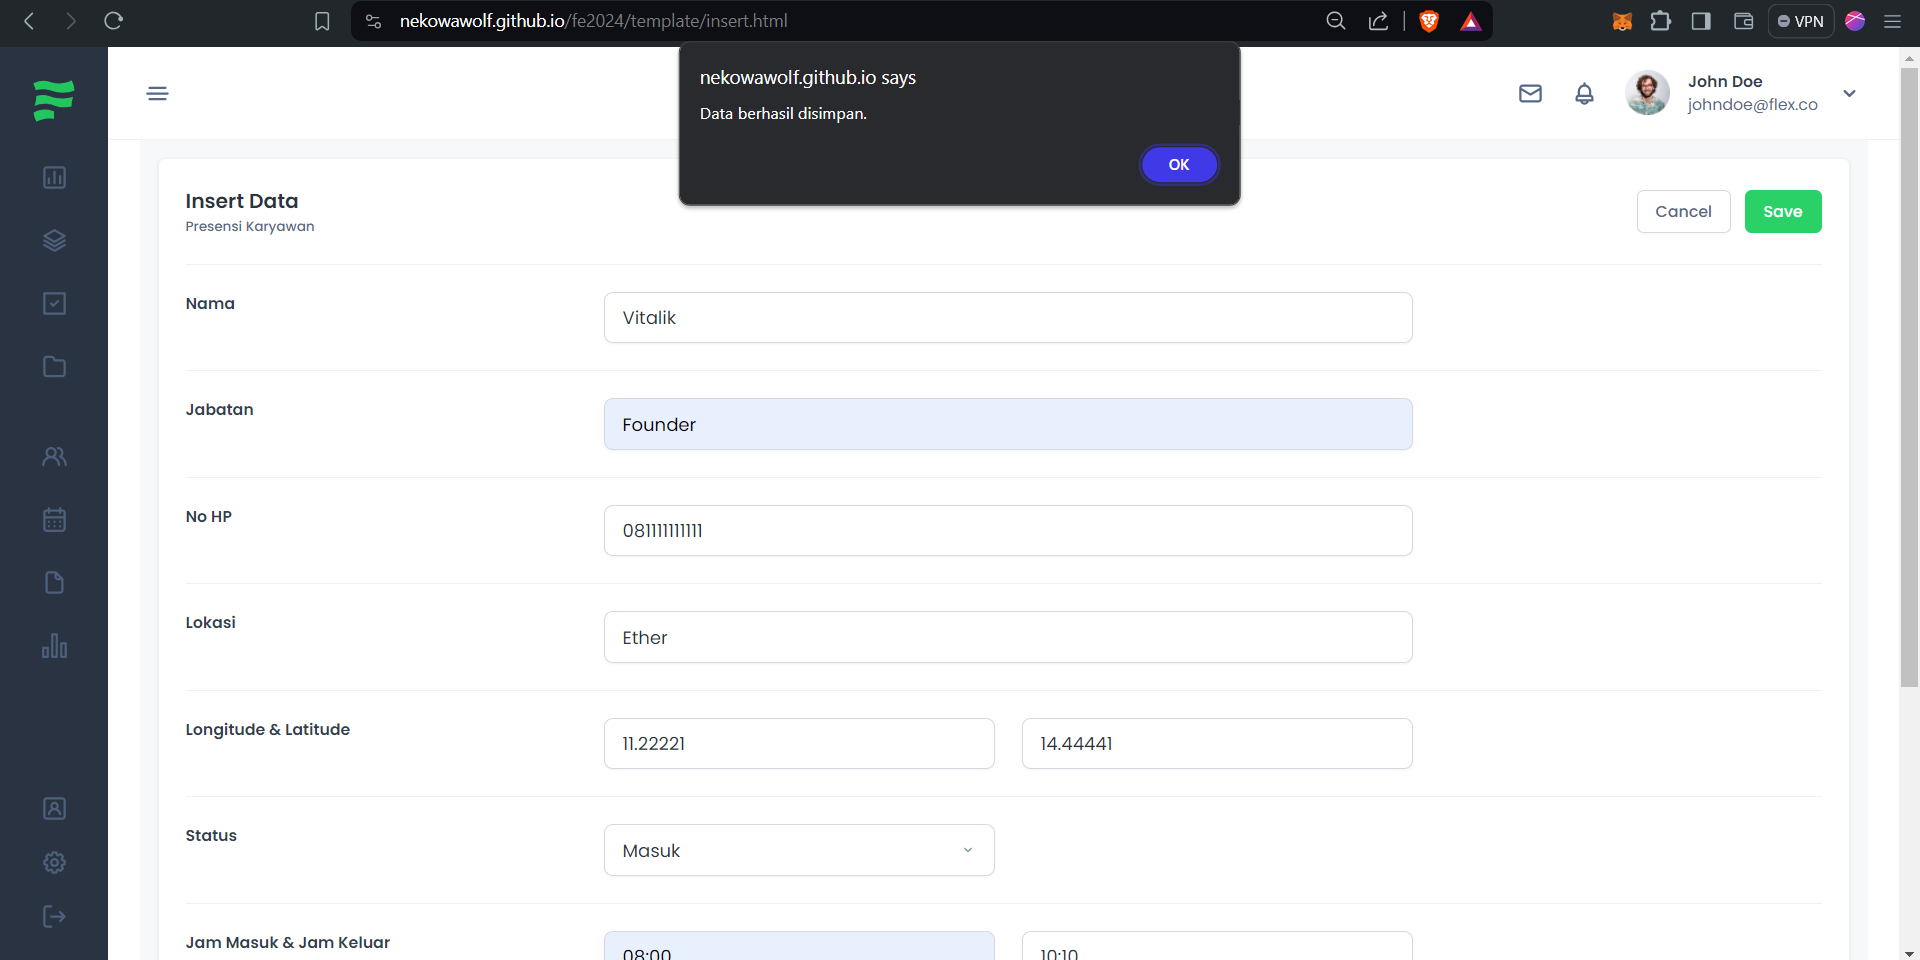 nekowawolf.github.io/fe2024/template/insert.html
VPN
nekowawolf.github.io says
Data berhasil disimpan.
OK
John Doe
johndoe@flex.co
Insert Data
Presensi Karyawan
Cancel
Save
Nama
Vitalik
Jabatan
Founder
No HP
081111111111
Lokasi
Ether
Longitude & Latitude
11.22221
14.44441
Status
Masuk
Jam Masuk & Jam Keluar
08:00
10:10